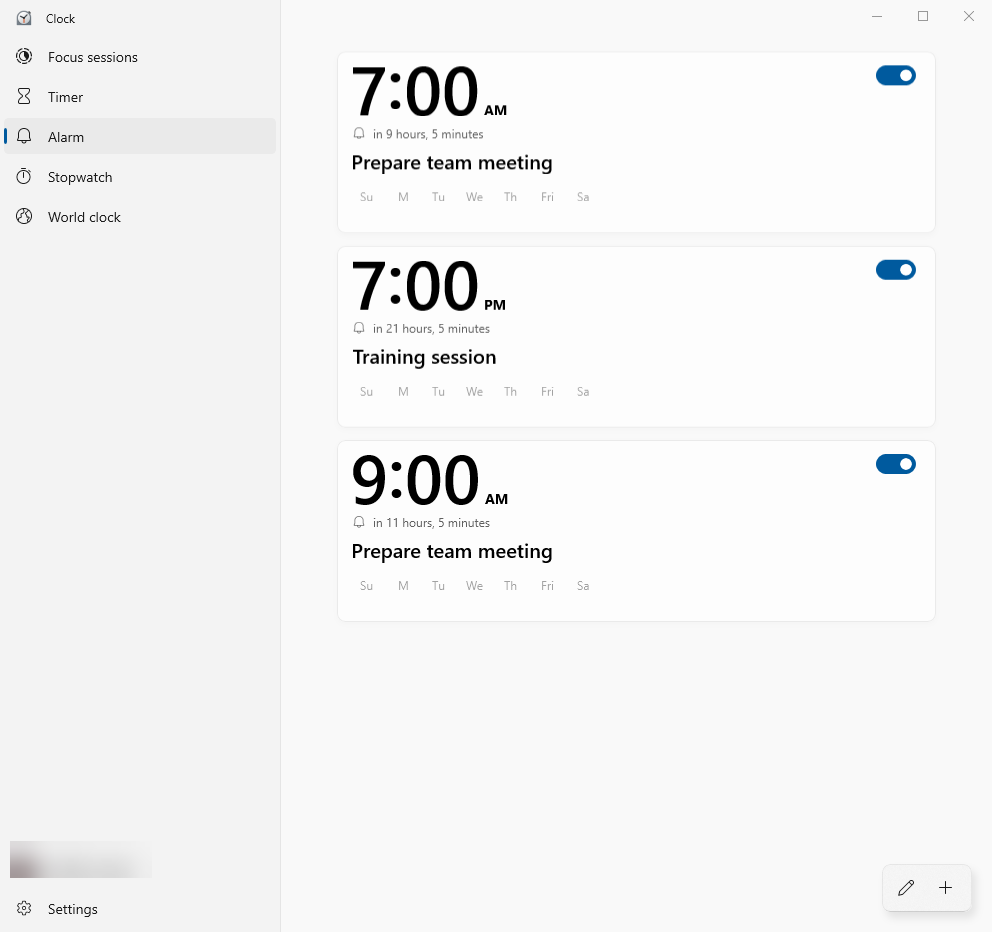 Clock
Focus sessions
Timer
Alarm
Stopwatch
World clock
7:00 AM
in 9 hours, 5 minutes
Prepare team meeting
Su M Tu We Th Fri Sa
7:00 PM
in 21 hours, 5 minutes
Training session
Su M Tu We Th Fri Sa
9:00 AM
in 11 hours, 5 minutes
Prepare team meeting
Su M Tu We Th Fri Sa
Settings